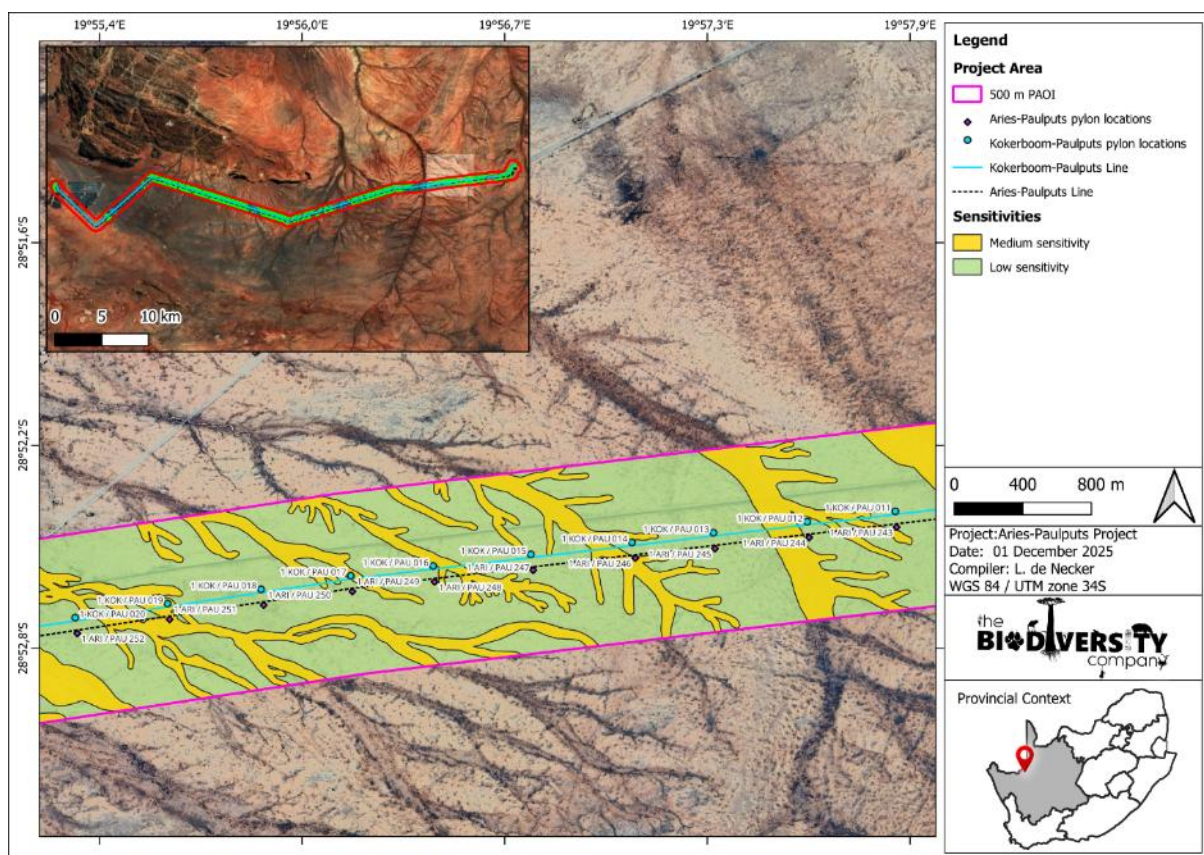 19°55,4'E
19°56,0'E
19°56,7'E
19°57,3'E
19°57,9'E
28°51,6'S
28°52,2'S
28°52,8'S
0 5 10 km
1 KOK / PAU 011
1 KOK / PAU 012
1 ARI / PAU 243
1 KOK / PAU 013
1 ARI / PAU 244
1 KOK / PAU 014
1 ARI / PAU 245
1 KOK / PAU 015
1 ARI / PAU 246
1 KOK / PAU 016
1 ARI / PAU 247
1 KOK / PAU 017
1 ARI / PAU 249
1 ARI / PAU 248
1 KOK / PAU 018
1 ARI / PAU 250
1 KOK / PAU 019
1 ARI / PAU 251
1 KOK / PAU 020
1 ARI / PAU 252
Legend
Project Area
500 m PAOI
Aries-Paulputs pylon locations
Kokerboom-Paulputs pylon locations
Kokerboom-Paulputs Line
Aries-Paulputs Line
Sensitivities
Medium sensitivity
Low sensitivity
0 400 800 m
Project:Aries-Paulputs Project
Date: 01 December 2025
Compiler: L. de Necker
WGS 84 / UTM zone 34S
the
BIODIVERSITY
company
Provincial Context